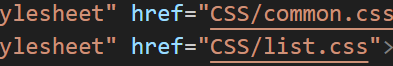 ylesheet" href="CSS/common.css
ylesheet" href="CSS/list.css">